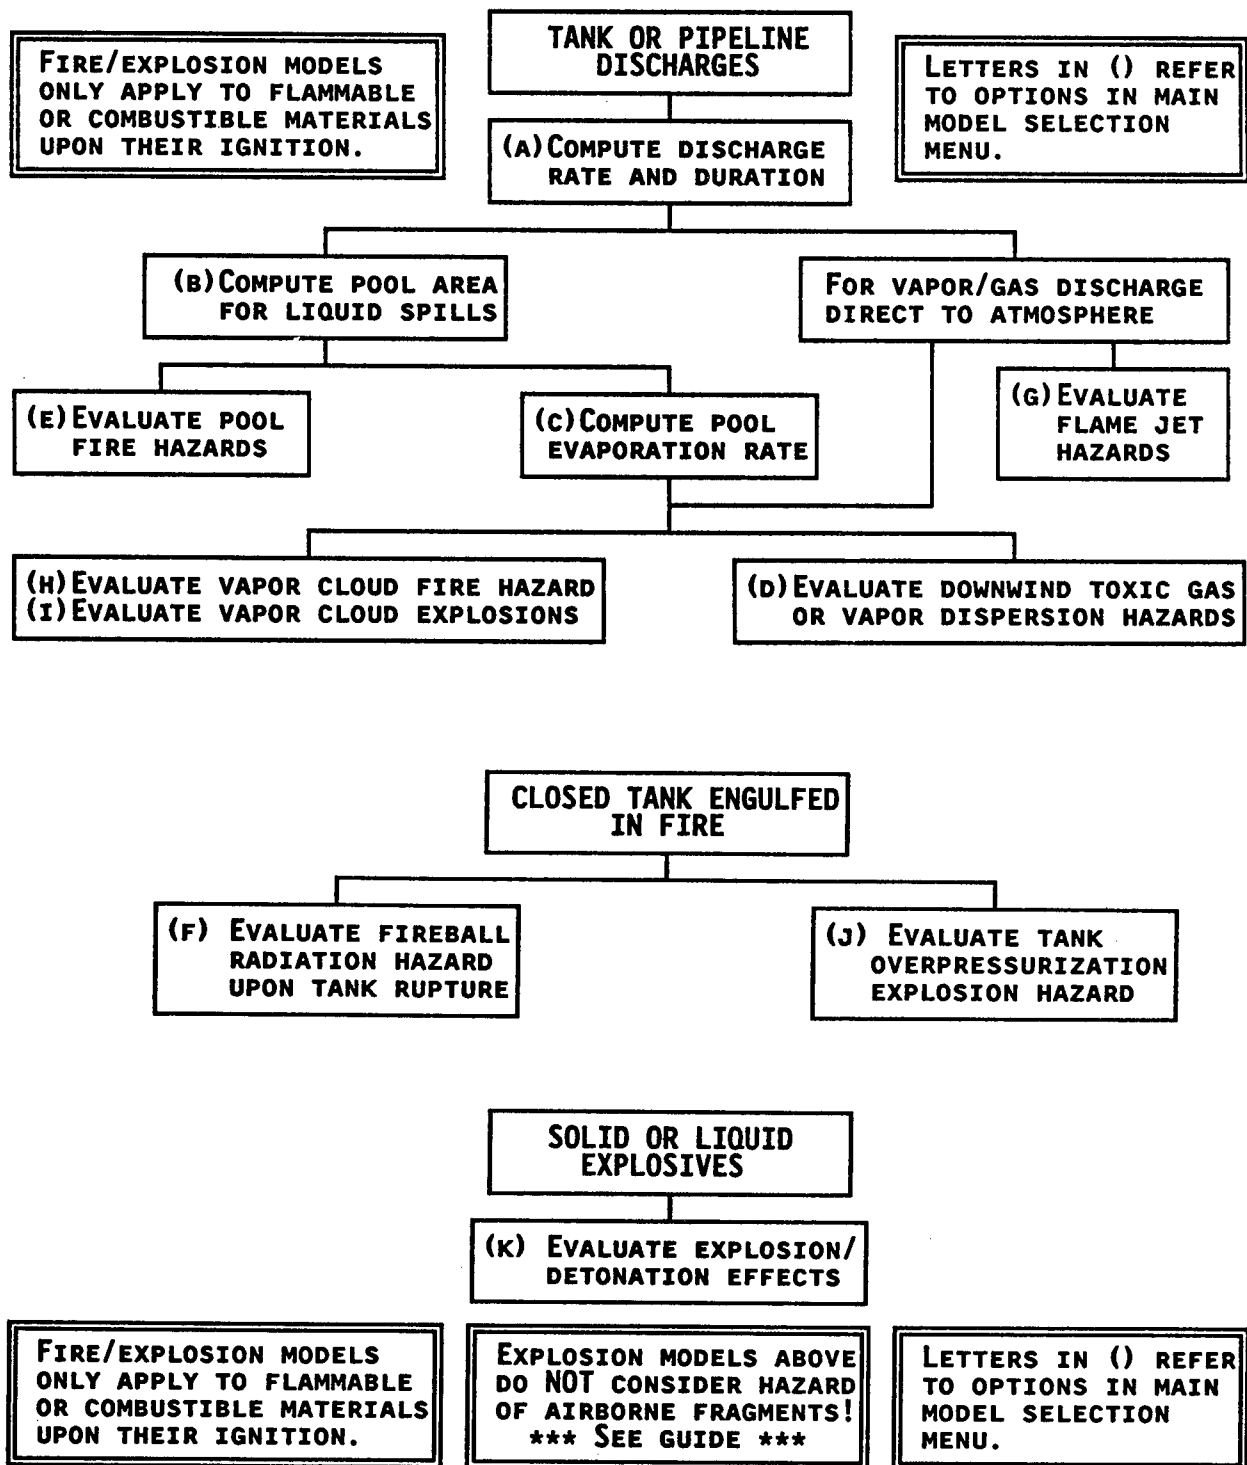 TANK OR PIPELINE
DISCHARGES
FIRE/EXPLOSION MODELS
ONLY APPLY TO FLAMMABLE
OR COMBUSTIBLE MATERIALS
UPON THEIR IGNITION.
LETTERS IN () REFER
TO OPTIONS IN MAIN
MODEL SELECTION
MENU.
(A) COMPUTE DISCHARGE
RATE AND DURATION
(B) COMPUTE POOL AREA
FOR LIQUID SPILLS
FOR VAPOR/GAS DISCHARGE
DIRECT TO ATMOSPHERE
(E) EVALUATE POOL
FIRE HAZARDS
(C) COMPUTE POOL
EVAPORATION RATE
(G) EVALUATE
FLAME JET
HAZARDS
(H) EVALUATE VAPOR CLOUD FIRE HAZARD
(I) EVALUATE VAPOR CLOUD EXPLOSIONS
(D) EVALUATE DOWNWIND TOXIC GAS
OR VAPOR DISPERSION HAZARDS
CLOSED TANK ENGULFED
IN FIRE
(F) EVALUATE FIREBALL
RADIATION HAZARD
UPON TANK RUPTURE
(J) EVALUATE TANK
OVERPRESSURIZATION
EXPLOSION HAZARD
SOLID OR LIQUID
EXPLOSIVES
(K) EVALUATE EXPLOSION/
DETONATION EFFECTS
FIRE/EXPLOSION MODELS
ONLY APPLY TO FLAMMABLE
OR COMBUSTIBLE MATERIALS
UPON THEIR IGNITION.
EXPLOSION MODELS ABOVE
DO NOT CONSIDER HAZARD
OF AIRBORNE FRAGMENTS!
*** SEE GUIDE ***
LETTERS IN () REFER
TO OPTIONS IN MAIN
MODEL SELECTION
MENU.